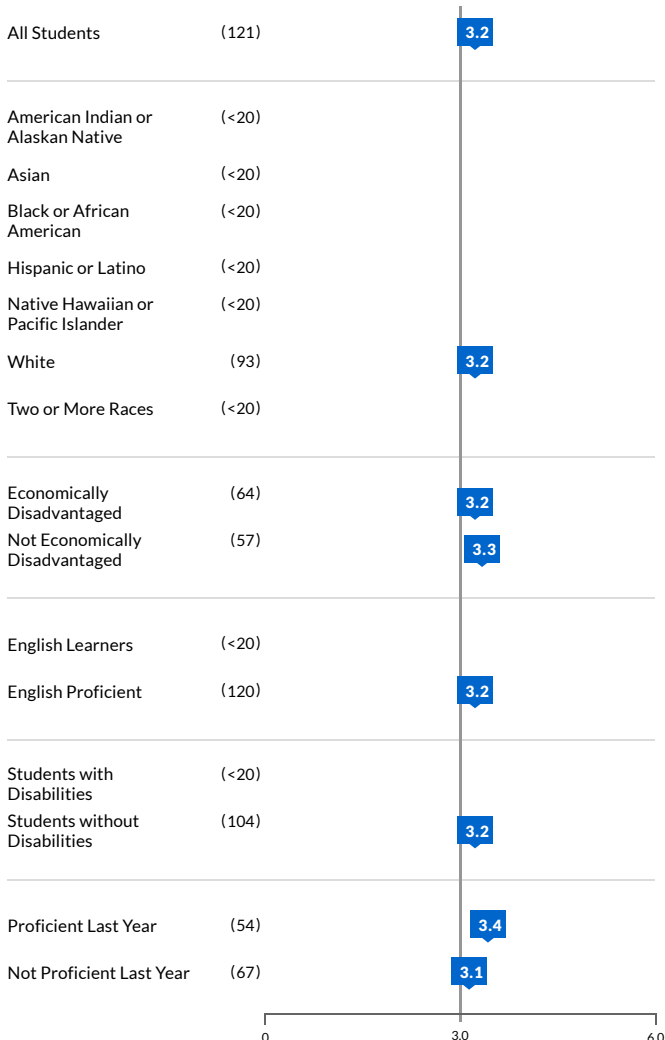 All Students (121) 3.2
American Indian or (<20)
Alaskan Native
Asian (<20)
Black or African (<20)
American
Hispanic or Latino (<20)
Native Hawaiian or (<20)
Pacific Islander
White (93) 3.2
Two or More Races (<20)
Economically (64) 3.2
Disadvantaged
Not Economically (57) 3.3
Disadvantaged
English Learners (<20)
English Proficient (120) 3.2
Students with (<20)
Disabilities
Students without (104) 3.2
Disabilities
Proficient Last Year (54) 3.4
Not Proficient Last Year (67) 3.1
0 3.0 6.0